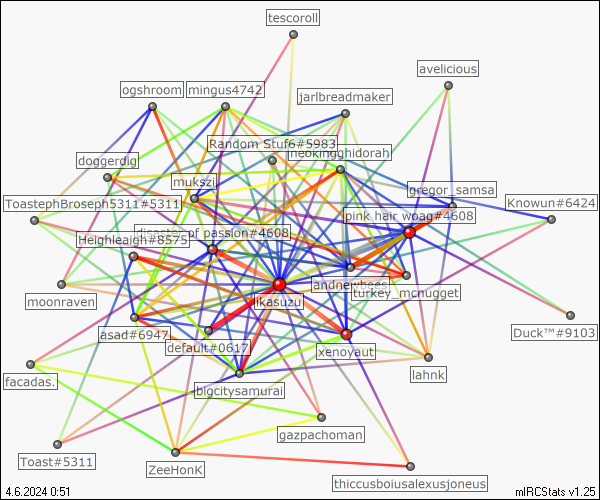 tescoroll
avelicious
ogshroom
mingus4742
jarlbreadmaker
Random Stuf6#5983
neokingghidorah
doggerdig
mukszi
gregor_samsa
ToastephBroseph5311#5311
Knowun#6424
pink hair woag#4608
disaster of passion#4608
Heighleaigh#8575
andnewbees
turkey_mcnugget
moonraven
ikasuzu
asad#6947
Duck™#9103
default#0617
xenoyaut
lahnk
facadas.
bigcitysamurai
gazpachoman
Toast#5311
ZeeHonK
thiccusboiusalexusjoneus
4.6.2024 0:51
mIRCStats v1.25